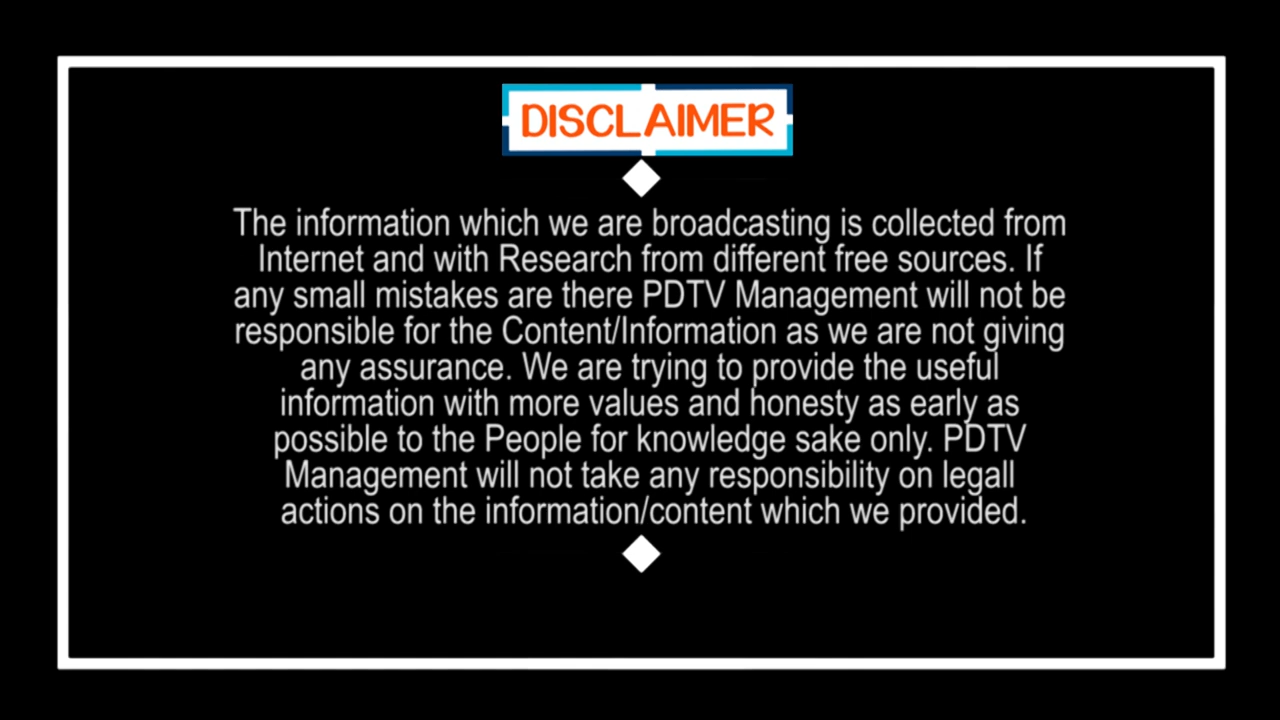 DISCLAIMER
The information which we are broadcasting is collected from
Internet and with Research from different free sources. If
any small mistakes are there PDTV Management will not be
responsible for the Content/Information as we are not giving
any assurance. We are trying to provide the useful
information with more values and honesty as early as
possible to the People for knowledge sake only. PDTV
Management will not take any responsibility on legall
actions on the information/content which we provided.